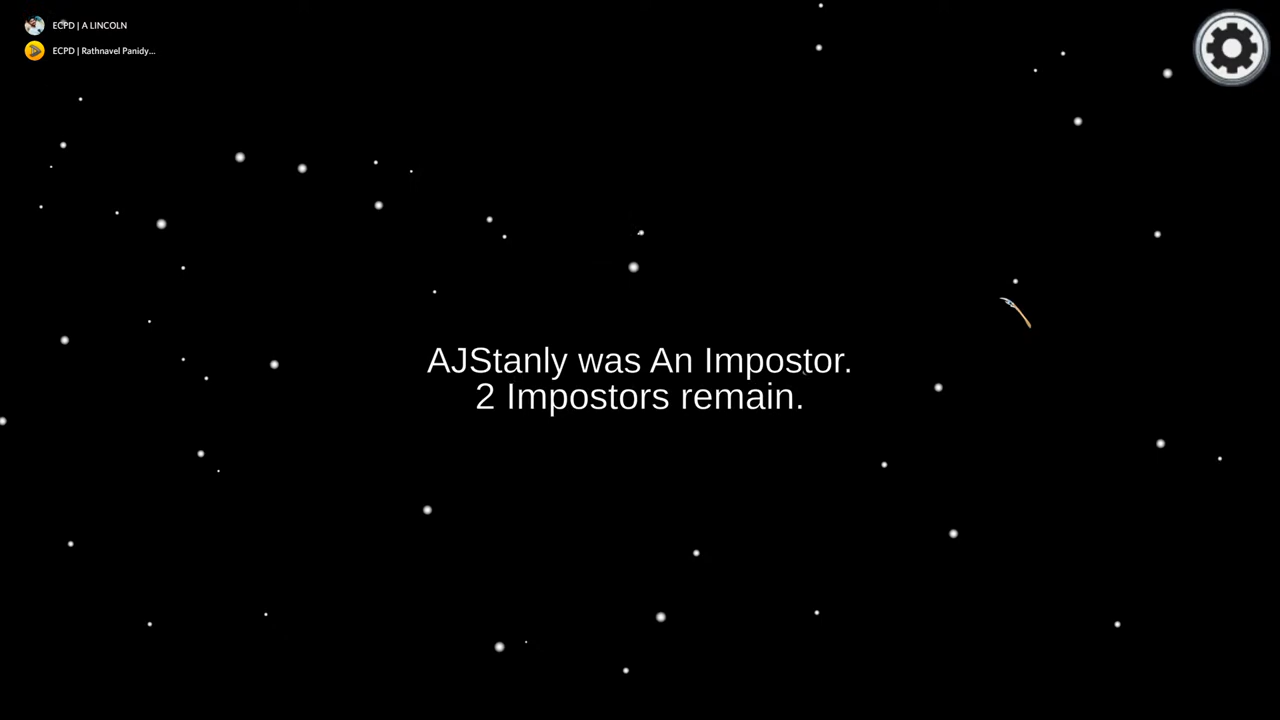 ECPD | A LINCOLN
ECPD | Rathnavel Panidy...
AJStanly was An Impostor.
2 Impostors remain.